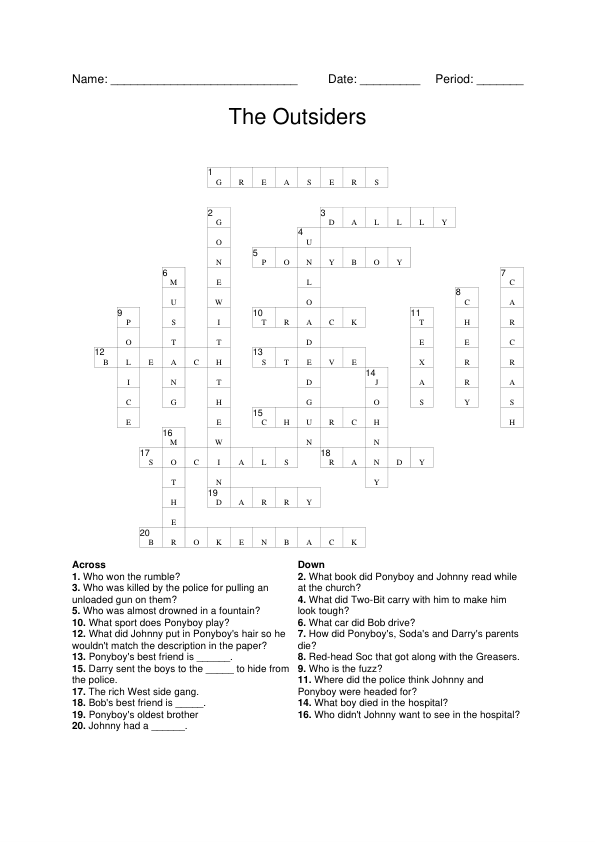 Name: ____________________________ Date: _________ Period: _______
The Outsiders
1 G R E A S E R S
2 G 3 D A L L L Y
O 4 U
N 5 P O N Y B O Y
6 M E L 7 C
U W O 8 C A
9 P S I 10 T R A C K 11 T H R
O T T D E E C
12 B L E A C H 13 S T E V E X R R
I N T D 14 J A R A
C G H G O S Y S
E E 15 C H U R C H H
16 M W N N
17 S O C I A L S 18 R A N D Y
T N Y
H 19 D A R R Y
E
20 B R O K E N B A C K
Across
1. Who won the rumble?
3. Who was killed by the police for pulling an
unloaded gun on them?
5. Who was almost drowned in a fountain?
10. What sport does Ponyboy play?
12. What did Johnny put in Ponyboy's hair so he
wouldn't match the description in the paper?
13. Ponyboy's best friend is ______.
15. Darry sent the boys to the _____ to hide from
the police.
17. The rich West side gang.
18. Bob's best friend is _____.
19. Ponyboy's oldest brother
20. Johnny had a ______.
Down
2. What book did Ponyboy and Johnny read while
at the church?
4. What did Two-Bit carry with him to make him
look tough?
6. What car did Bob drive?
7. How did Ponyboy's, Soda's and Darry's parents
die?
8. Red-head Soc that got along with the Greasers.
9. Who is the fuzz?
11. Where did the police think Johnny and
Ponyboy were headed for?
14. What boy died in the hospital?
16. Who didn't Johnny want to see in the hospital?